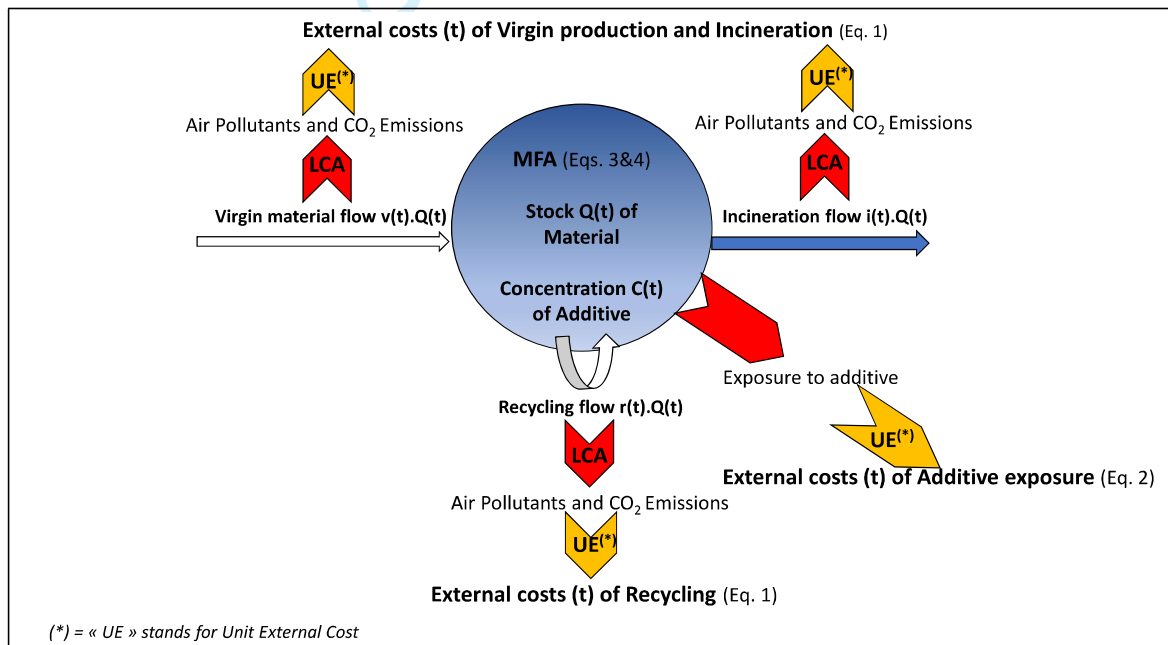 External costs (t) of Virgin production and Incineration (Eq. 1)
UE(*)
UE(*)
Air Pollutants and CO2 Emissions
Air Pollutants and CO2 Emissions
LCA
LCA
MFA (Eqs. 3&4)
Virgin material flow v(t).Q(t)
Stock Q(t) of
Material
Incineration flow i(t).Q(t)
Concentration C(t)
of Additive
Exposure to additive
Recycling flow r(t).Q(t)
UE(*)
LCA
External costs (t) of Additive exposure (Eq. 2)
Air Pollutants and CO2 Emissions
UE(*)
External costs (t) of Recycling (Eq. 1)
(*) = « UE » stands for Unit External Cost